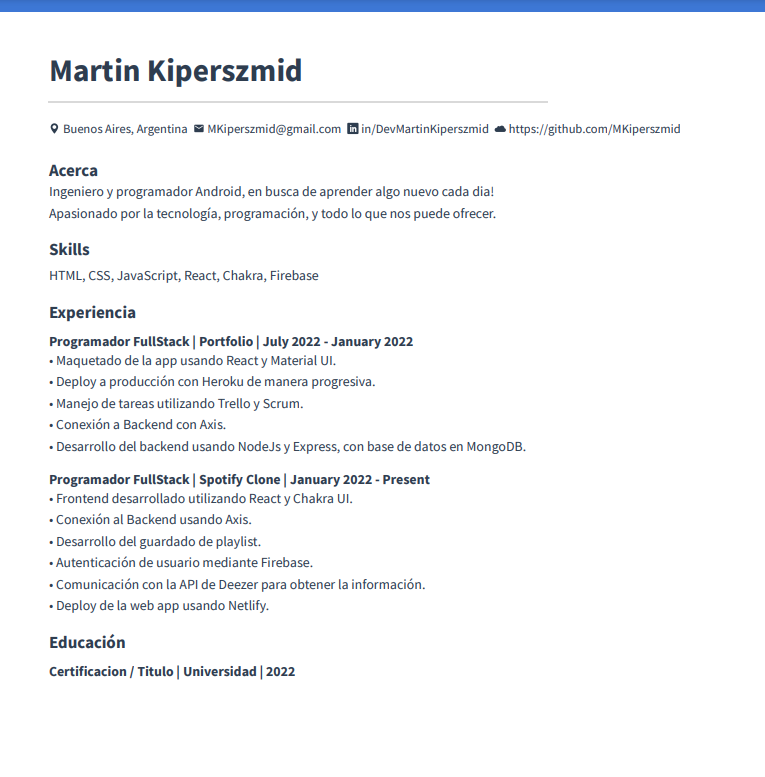 Martin Kiperszmid
Buenos Aires, Argentina MKiperszmid@gmail.com in/DevMartinKiperszmid https://github.com/MKiperszmid
Acerca
Ingeniero y programador Android, en busca de aprender algo nuevo cada dia!
Apasionado por la tecnología, programación, y todo lo que nos puede ofrecer.
Skills
HTML, CSS, JavaScript, React, Chakra, Firebase
Experiencia
Programador FullStack | Portfolio | July 2022 - January 2022
• Maquetado de la app usando React y Material UI.
• Deploy a producción con Heroku de manera progresiva.
• Manejo de tareas utilizando Trello y Scrum.
• Conexión a Backend con Axis.
• Desarrollo del backend usando NodeJs y Express, con base de datos en MongoDB.
Programador FullStack | Spotify Clone | January 2022 - Present
• Frontend desarrollado utilizando React y Chakra UI.
• Conexión al Backend usando Axis.
• Desarrollo del guardado de playlist.
• Autenticación de usuario mediante Firebase.
• Comunicación con la API de Deezer para obtener la información.
• Deploy de la web app usando Netlify.
Educación
Certificacion / Titulo | Universidad | 2022